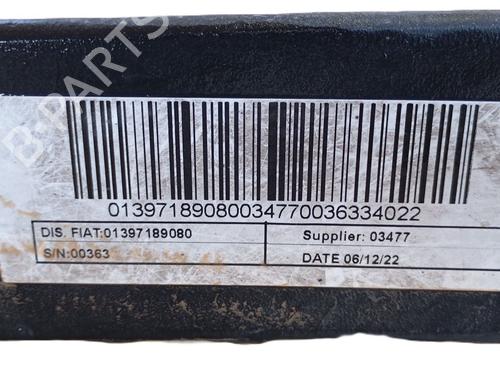 01397189080034770036334022
DIS. FIAT:01397189080
Supplier: 03477
S/N:00363
DATE 06/12/22
B-PARTS